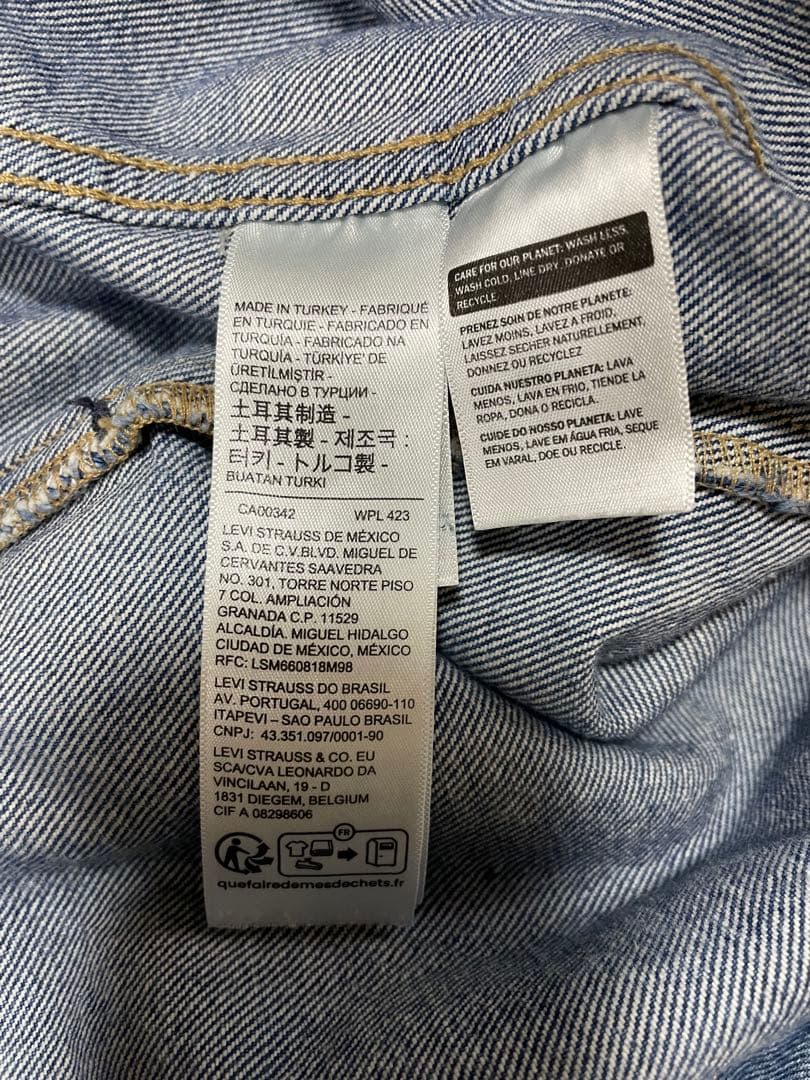 MADE IN TURKEY - FABRIQUÉ
EN TURQUIE - FABRICADO EN
TURQUÍA - FABRICADO NA
TURQUIA - TÜRKİYE' DE
ÜRETİLMİŞTİR -
СДЕЛАНО В ТУРЦИИ -
土耳其制造 -
土耳其製 - 제조국 :
터키 - トルコ製 -
BUATAN TURKI
CA00342 WPL 423
LEVI STRAUSS DE MÉXICO
S.A. DE C.V.BLVD. MIGUEL DE
CERVANTES SAAVEDRA
NO. 301, TORRE NORTE PISO
7 COL. AMPLIACIÓN
GRANADA C.P. 11529
ALCALDÍA. MIGUEL HIDALGO
CIUDAD DE MÉXICO, MÉXICO
RFC: LSM660818M98
LEVI STRAUSS DO BRASIL
AV. PORTUGAL, 400 06690-110
ITAPEVI – SAO PAULO BRASIL
CNPJ: 43.351.097/0001-90
LEVI STRAUSS & CO. EU
SCA/CVA LEONARDO DA
VINCILAAN, 19 - D
1831 DIEGEM, BELGIUM
CIF A 08298606
FR
quefairedemesdechets.fr
CARE FOR OUR PLANET: WASH LESS,
WASH COLD, LINE DRY, DONATE OR
RECYCLE
PRENEZ SOIN DE NOTRE PLANETE:
LAVEZ MOINS, LAVEZ A FROID,
LAISSEZ SECHER NATURELLEMENT,
DONNEZ OU RECYCLEZ
CUIDA NUESTRO PLANETA: LAVA
MENOS, LAVA EN FRIO, TIENDE LA
ROPA, DONA O RECICLA.
CUIDE DO NOSSO PLANETA: LAVE
MENOS, LAVE EM ÁGUA FRIA, SEQUE
EM VARAL, DOE OU RECYCLE.